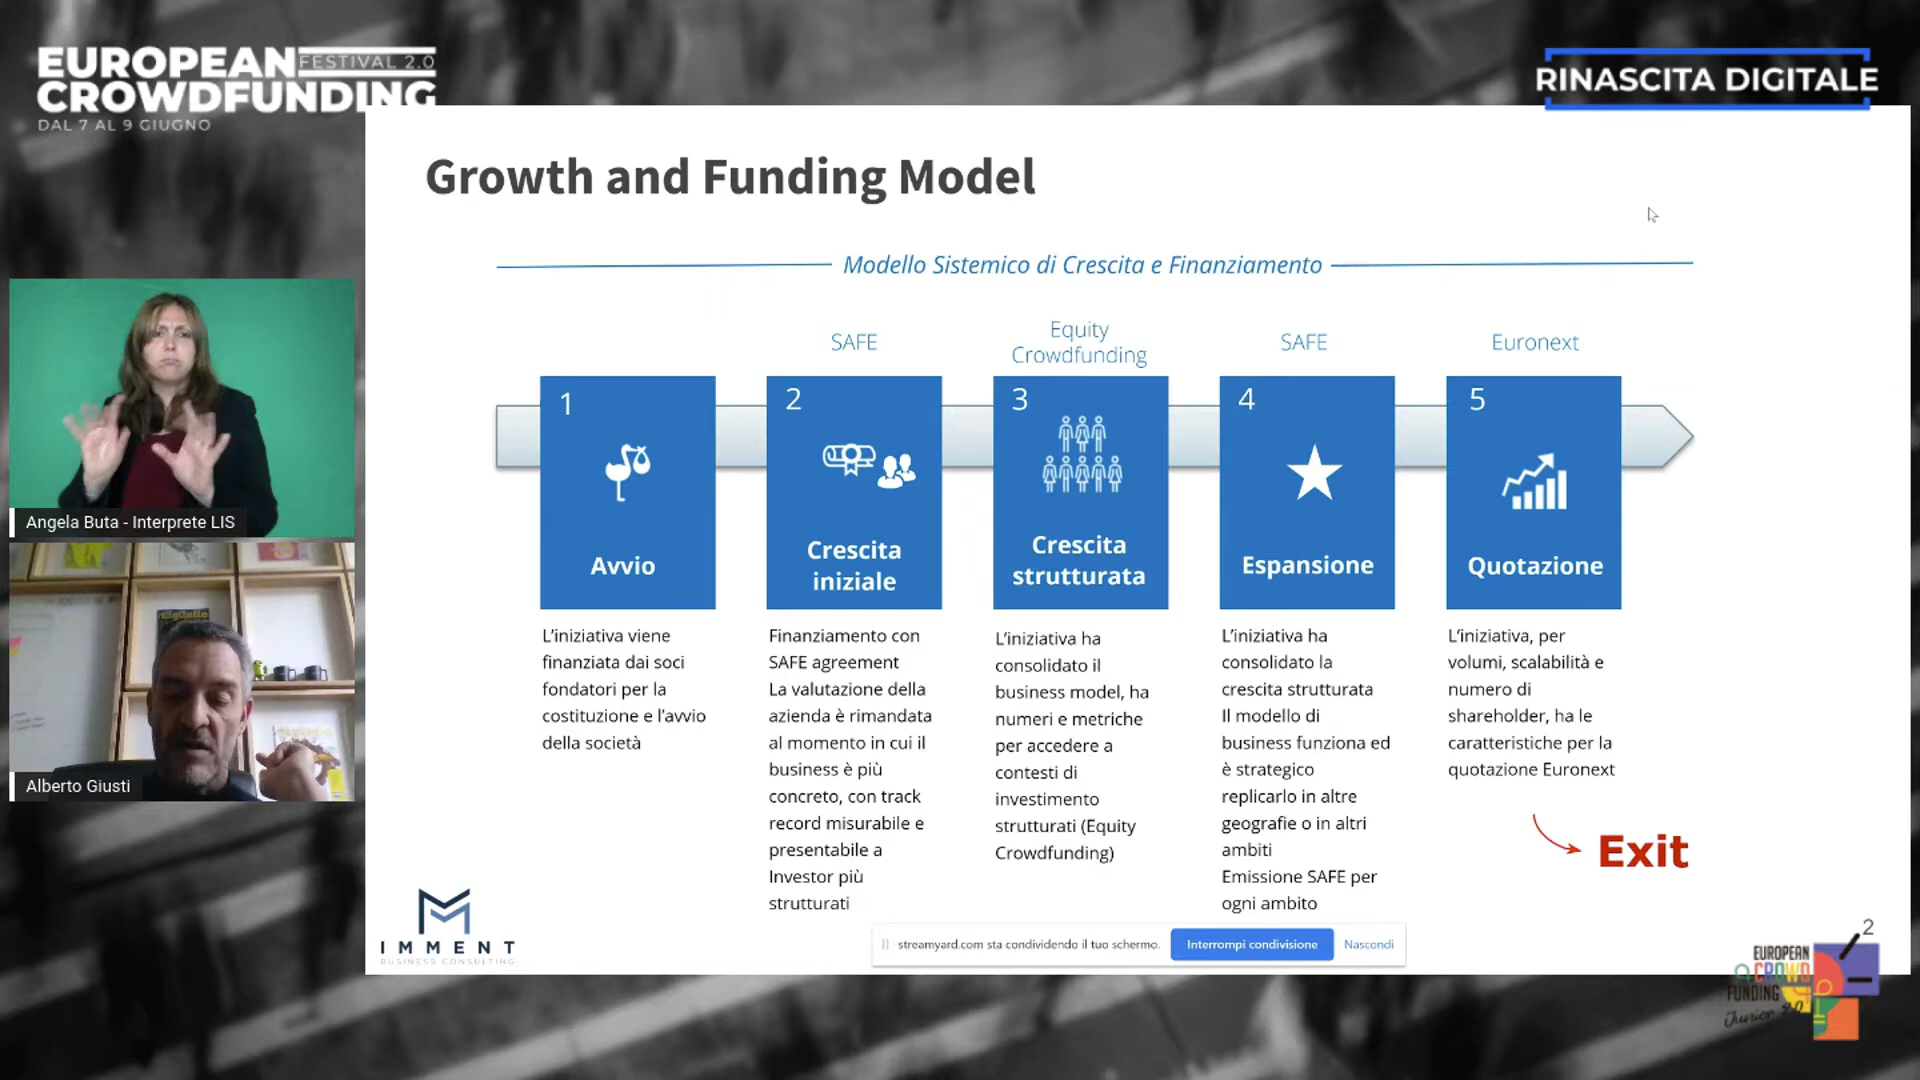 EUROPEAN FESTIVAL 2.0
CROWDFUNDING
DAL 7 AL 9 GIUGNO
RINASCITA DIGITALE
Growth and Funding Model
Modello Sistemico di Crescita e Finanziamento
SAFE
Equity
Crowdfunding
SAFE
Euronext
1
Avvio
L'iniziativa viene
finanziata dai soci
fondatori per la
costituzione e l'avvio
della società
2
Crescita
iniziale
Finanziamento con
SAFE agreement
La valutazione della
azienda è rimandata
al momento in cui il
business è più
concreto, con track
record misurabile e
presentabile a
Investor più
strutturati
3
Crescita
strutturata
L'iniziativa ha
consolidato il
business model, ha
numeri e metriche
per accedere a
contesti di
investimento
strutturati (Equity
Crowdfunding)
4
Espansione
L'iniziativa ha
consolidato la
crescita strutturata
Il modello di
business funziona ed
è strategico
replicarlo in altre
geografie o in altri
ambiti
Emissione SAFE per
ogni ambito
5
Quotazione
L'iniziativa, per
volumi, scalabilità e
numero di
shareholder, ha le
caratteristiche per la
quotazione Euronext
Exit
Angela Buta - Interprete LIS
Alberto Giusti
IMMENT
BUSINESS CONSULTING
streamyard.com sta condividendo il tuo schermo.
Interrompi condivisione
Nascondi
2
EUROPEAN
CROWD
FUNDING
Junior 2.0